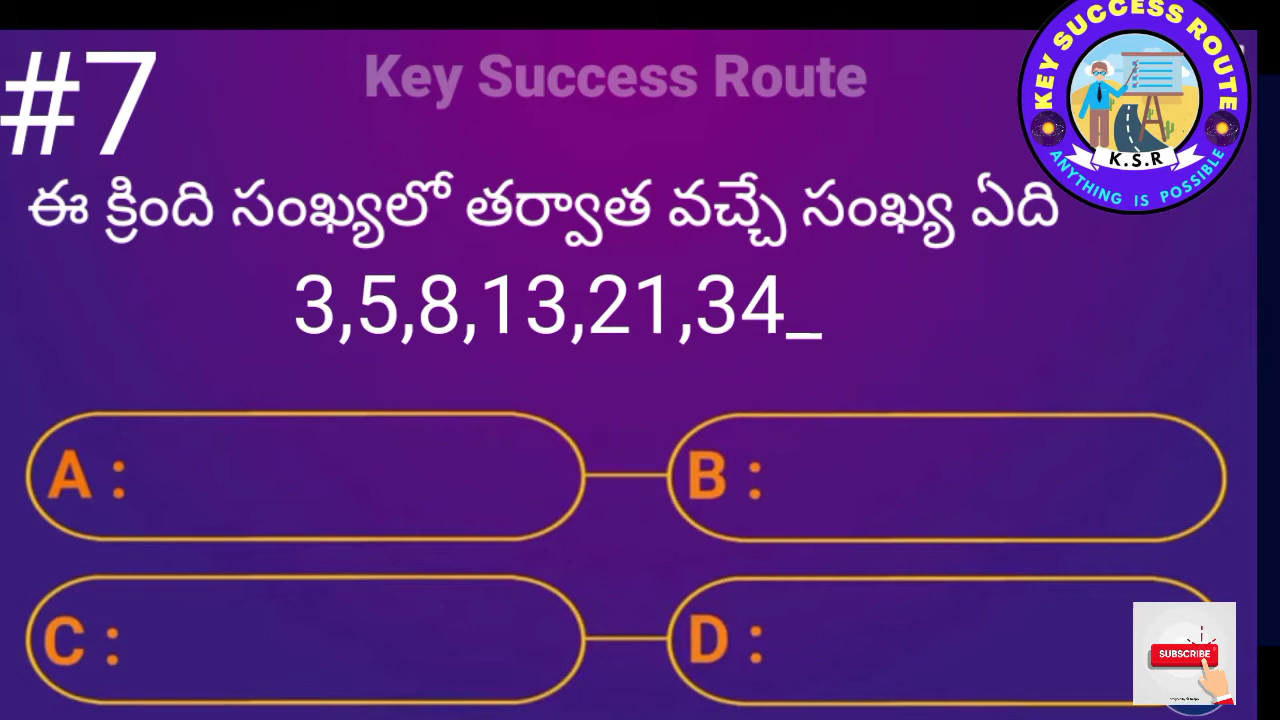 #7
Key Success Route
KEY SUCCESS ROUTE
K.S.R
ANYTHING IS POSSIBLE
ఈ క్రింది సంఖ్యలో తర్వాత వచ్చే సంఖ్య ఏది
3,5,8,13,21,34_
A :
B :
C :
D :
SUBSCRIBE